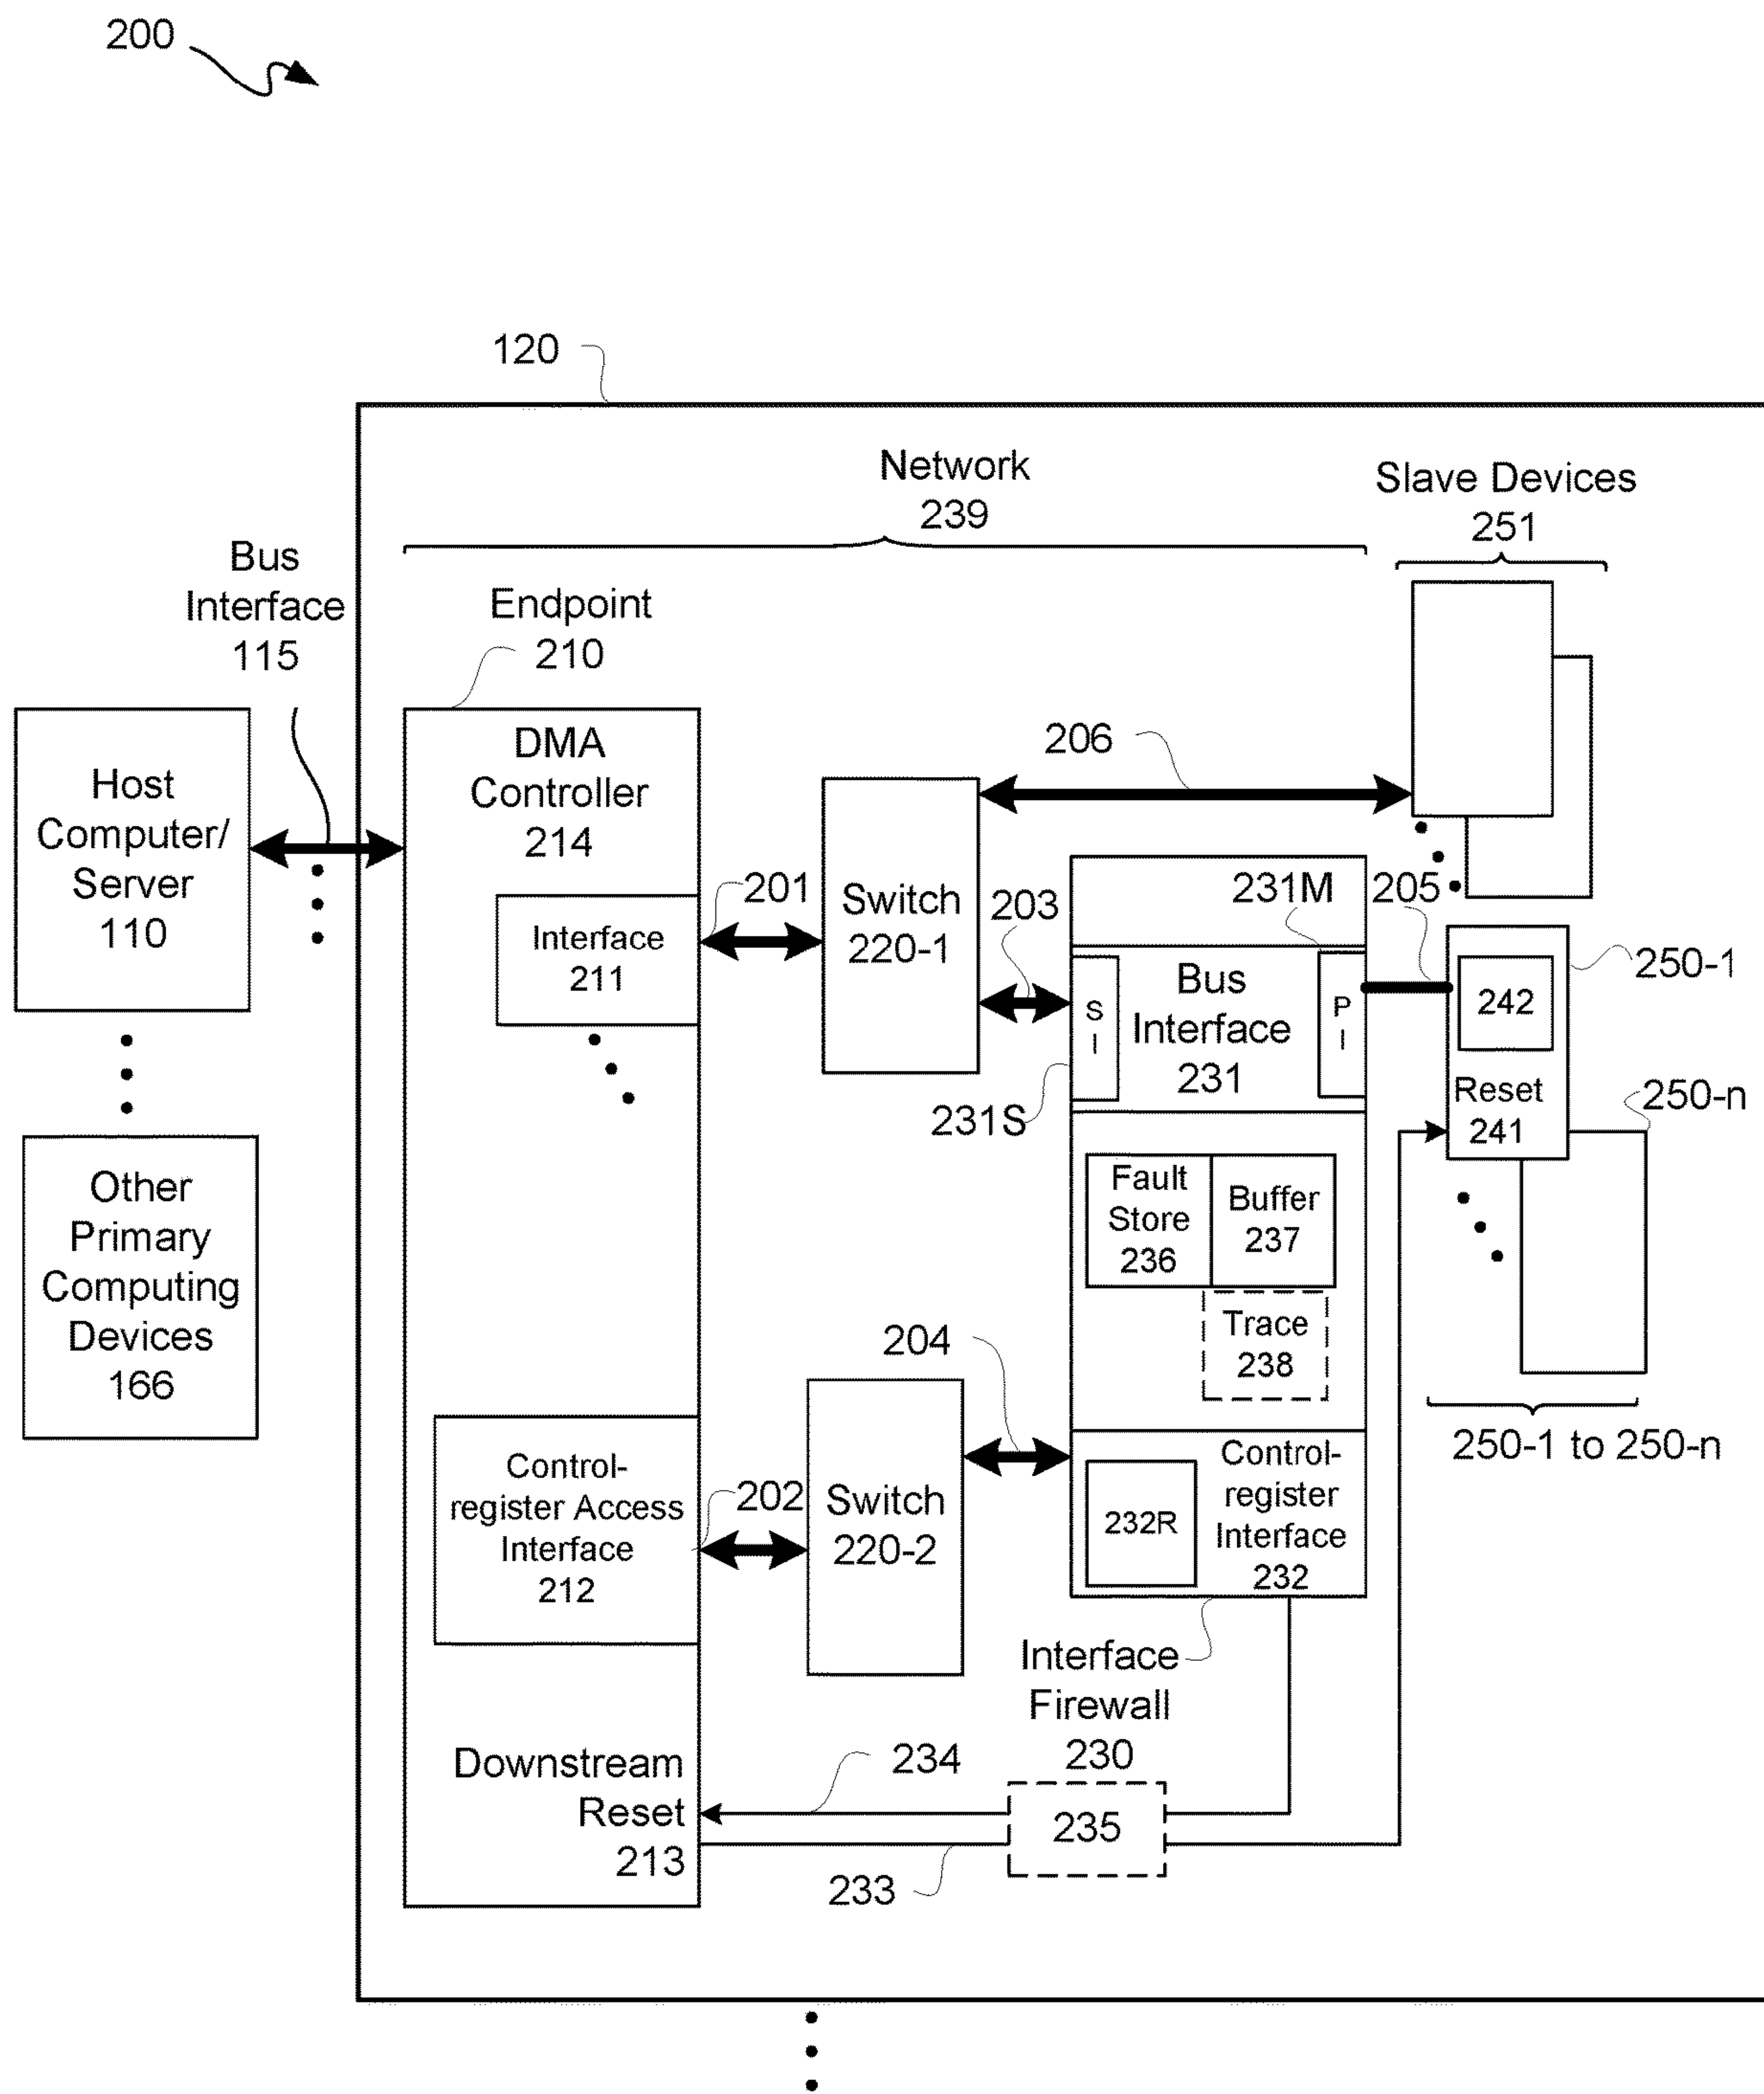 200
120
Network
239
Slave Devices
251
Bus
Interface
115
Endpoint
210
Host
Computer/
Server
110
Other
Primary
Computing
Devices
166
DMA
Controller
214
Interface
211
201
Switch
220-1
206
203
231M
205
S
I
Bus
Interface
231
P
I
231S
242
Reset
241
250-1
250-n
Fault
Store
236
Buffer
237
Trace
238
250-1 to 250-n
204
Control-
register Access
Interface
212
202
Switch
220-2
232R
Control-
register
Interface
232
Interface
Firewall
230
Downstream
Reset
213
234
235
233